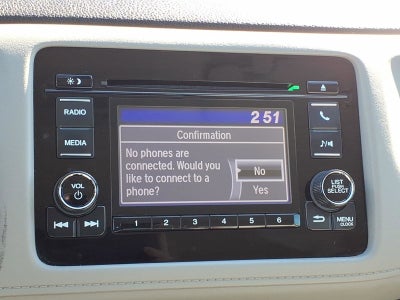 2 51
Confirmation
No phones are
connected. Would you
like to connect to a
phone?
No
Yes
RADIO
MEDIA
VOL
LIST
PUSH
SELECT
1 2 3 4 5 6
MENU
CLOCK